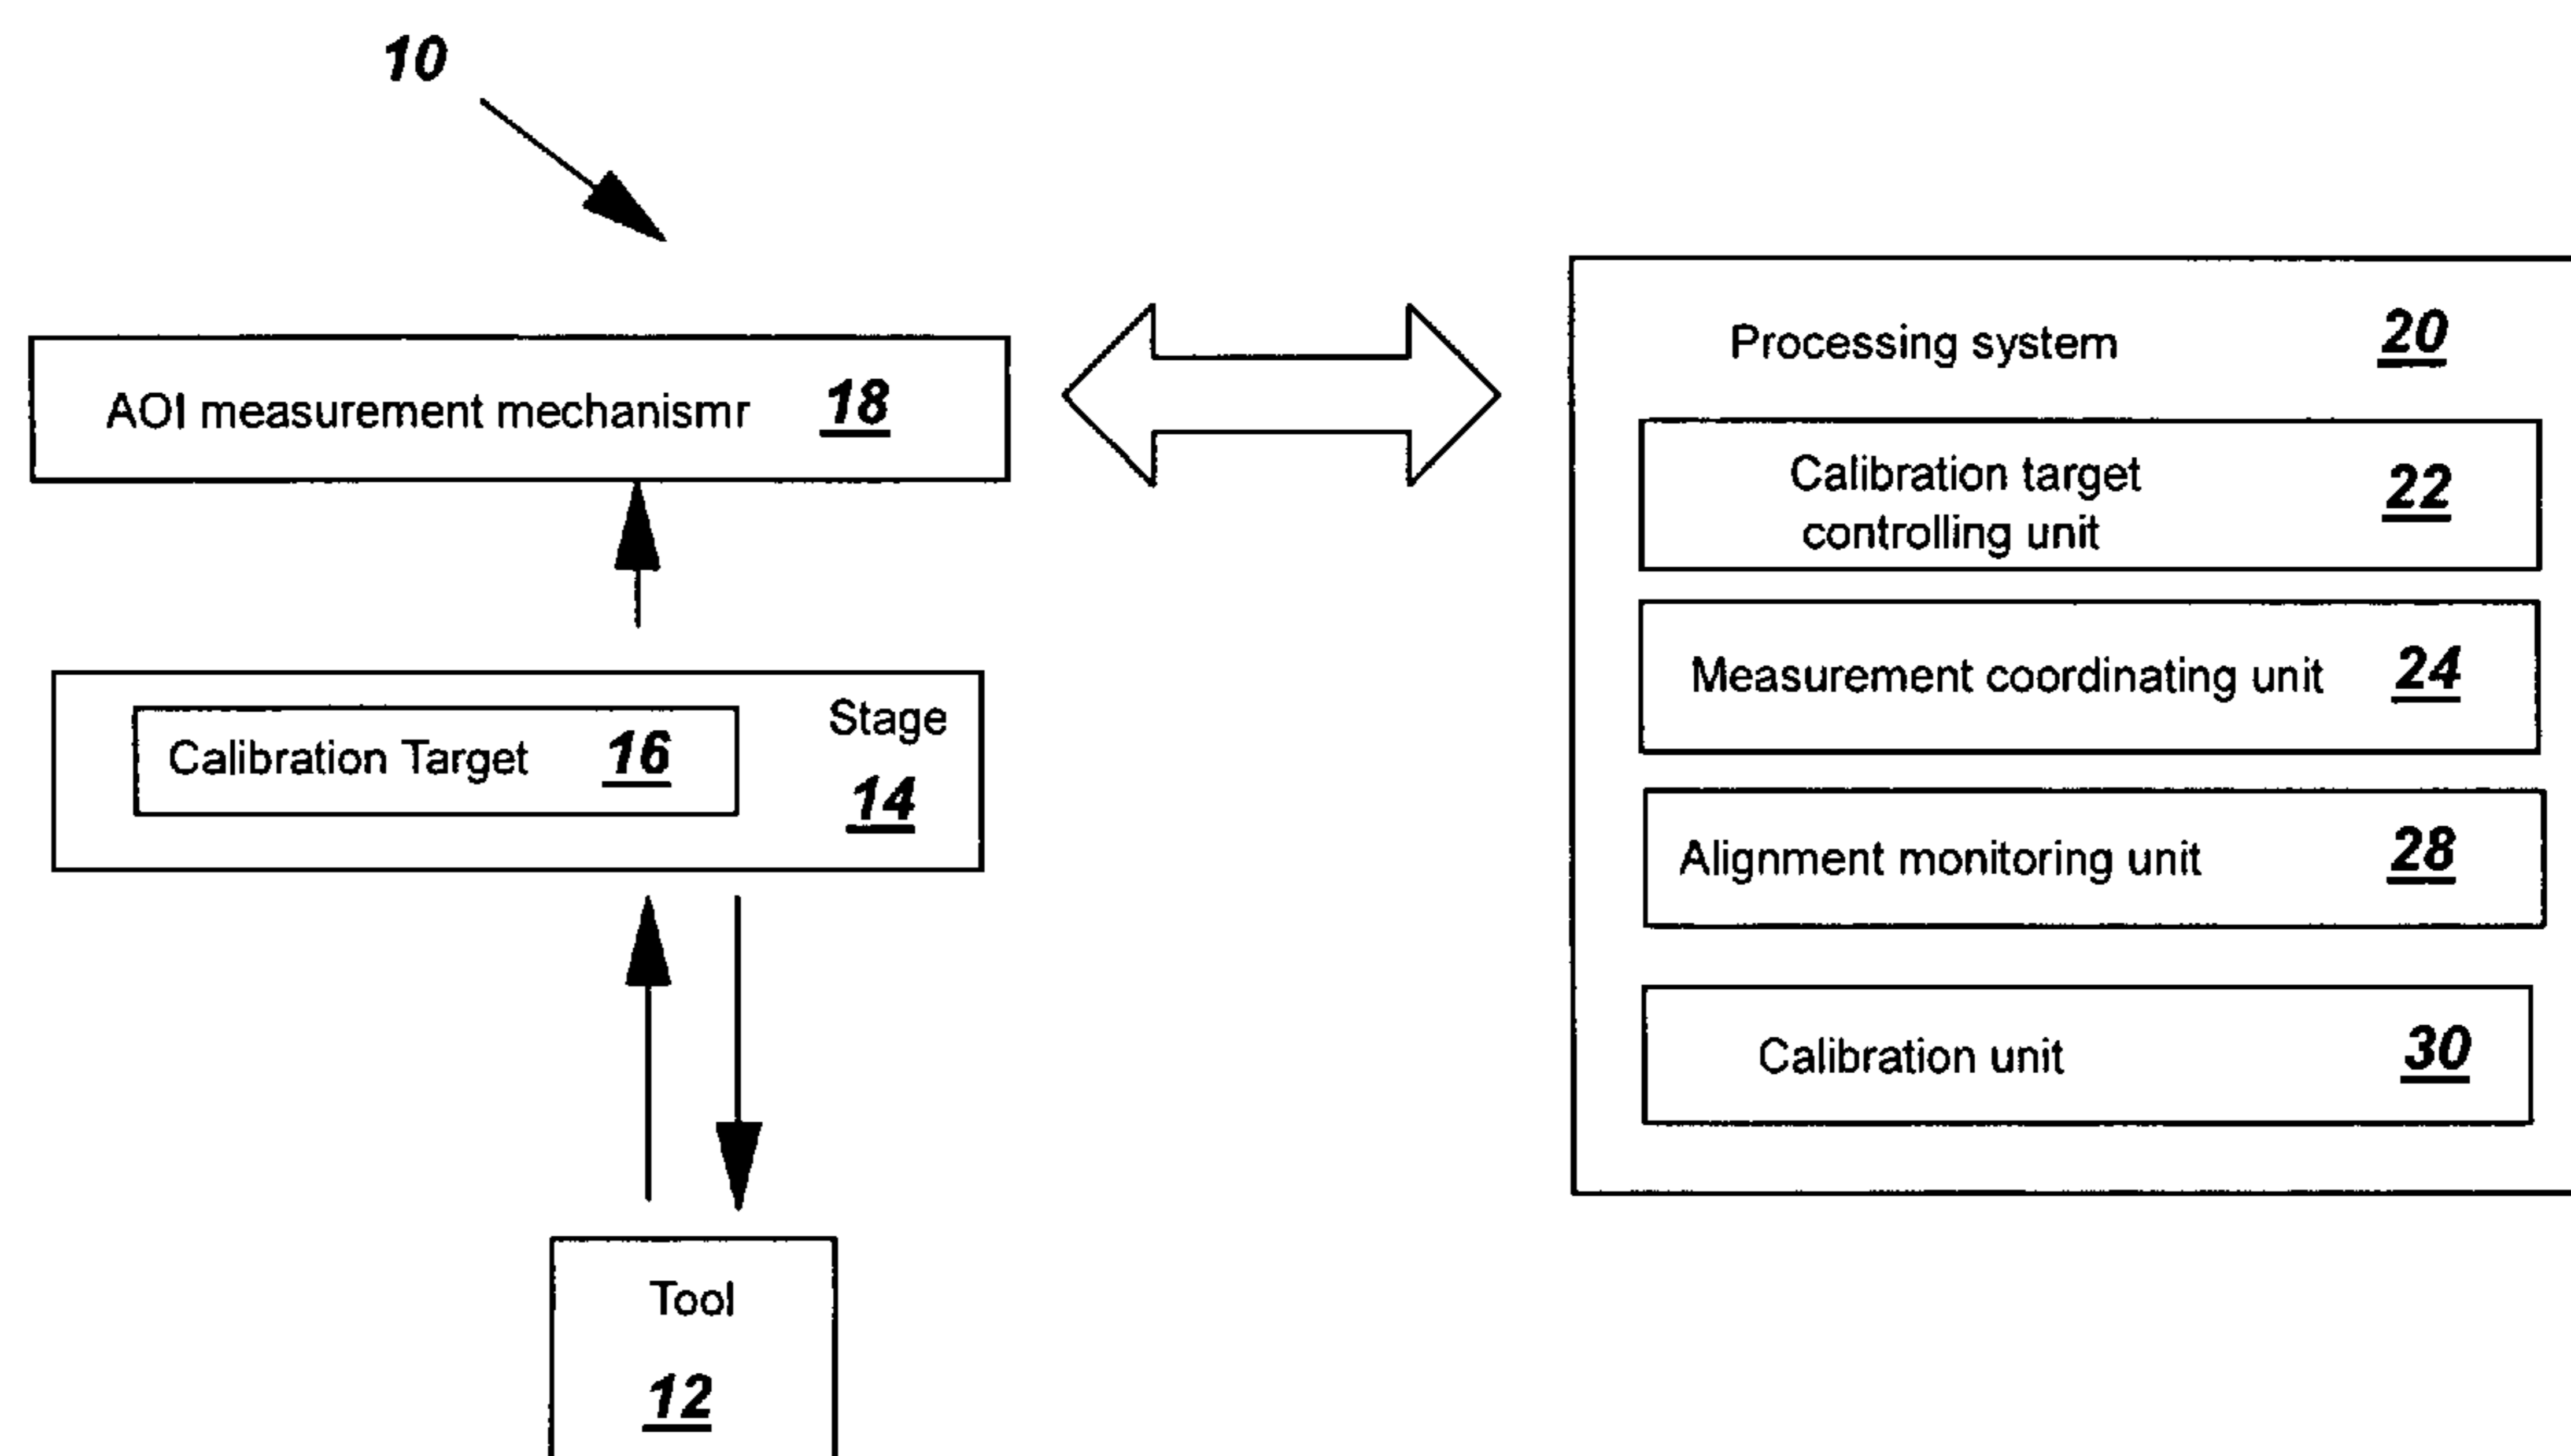 10
AOI measurement mechanismr 18
Calibration Target 16
Stage
14
Tool
12
Processing system 20
Calibration target
controlling unit 22
Measurement coordinating unit 24
Alignment monitoring unit 28
Calibration unit 30